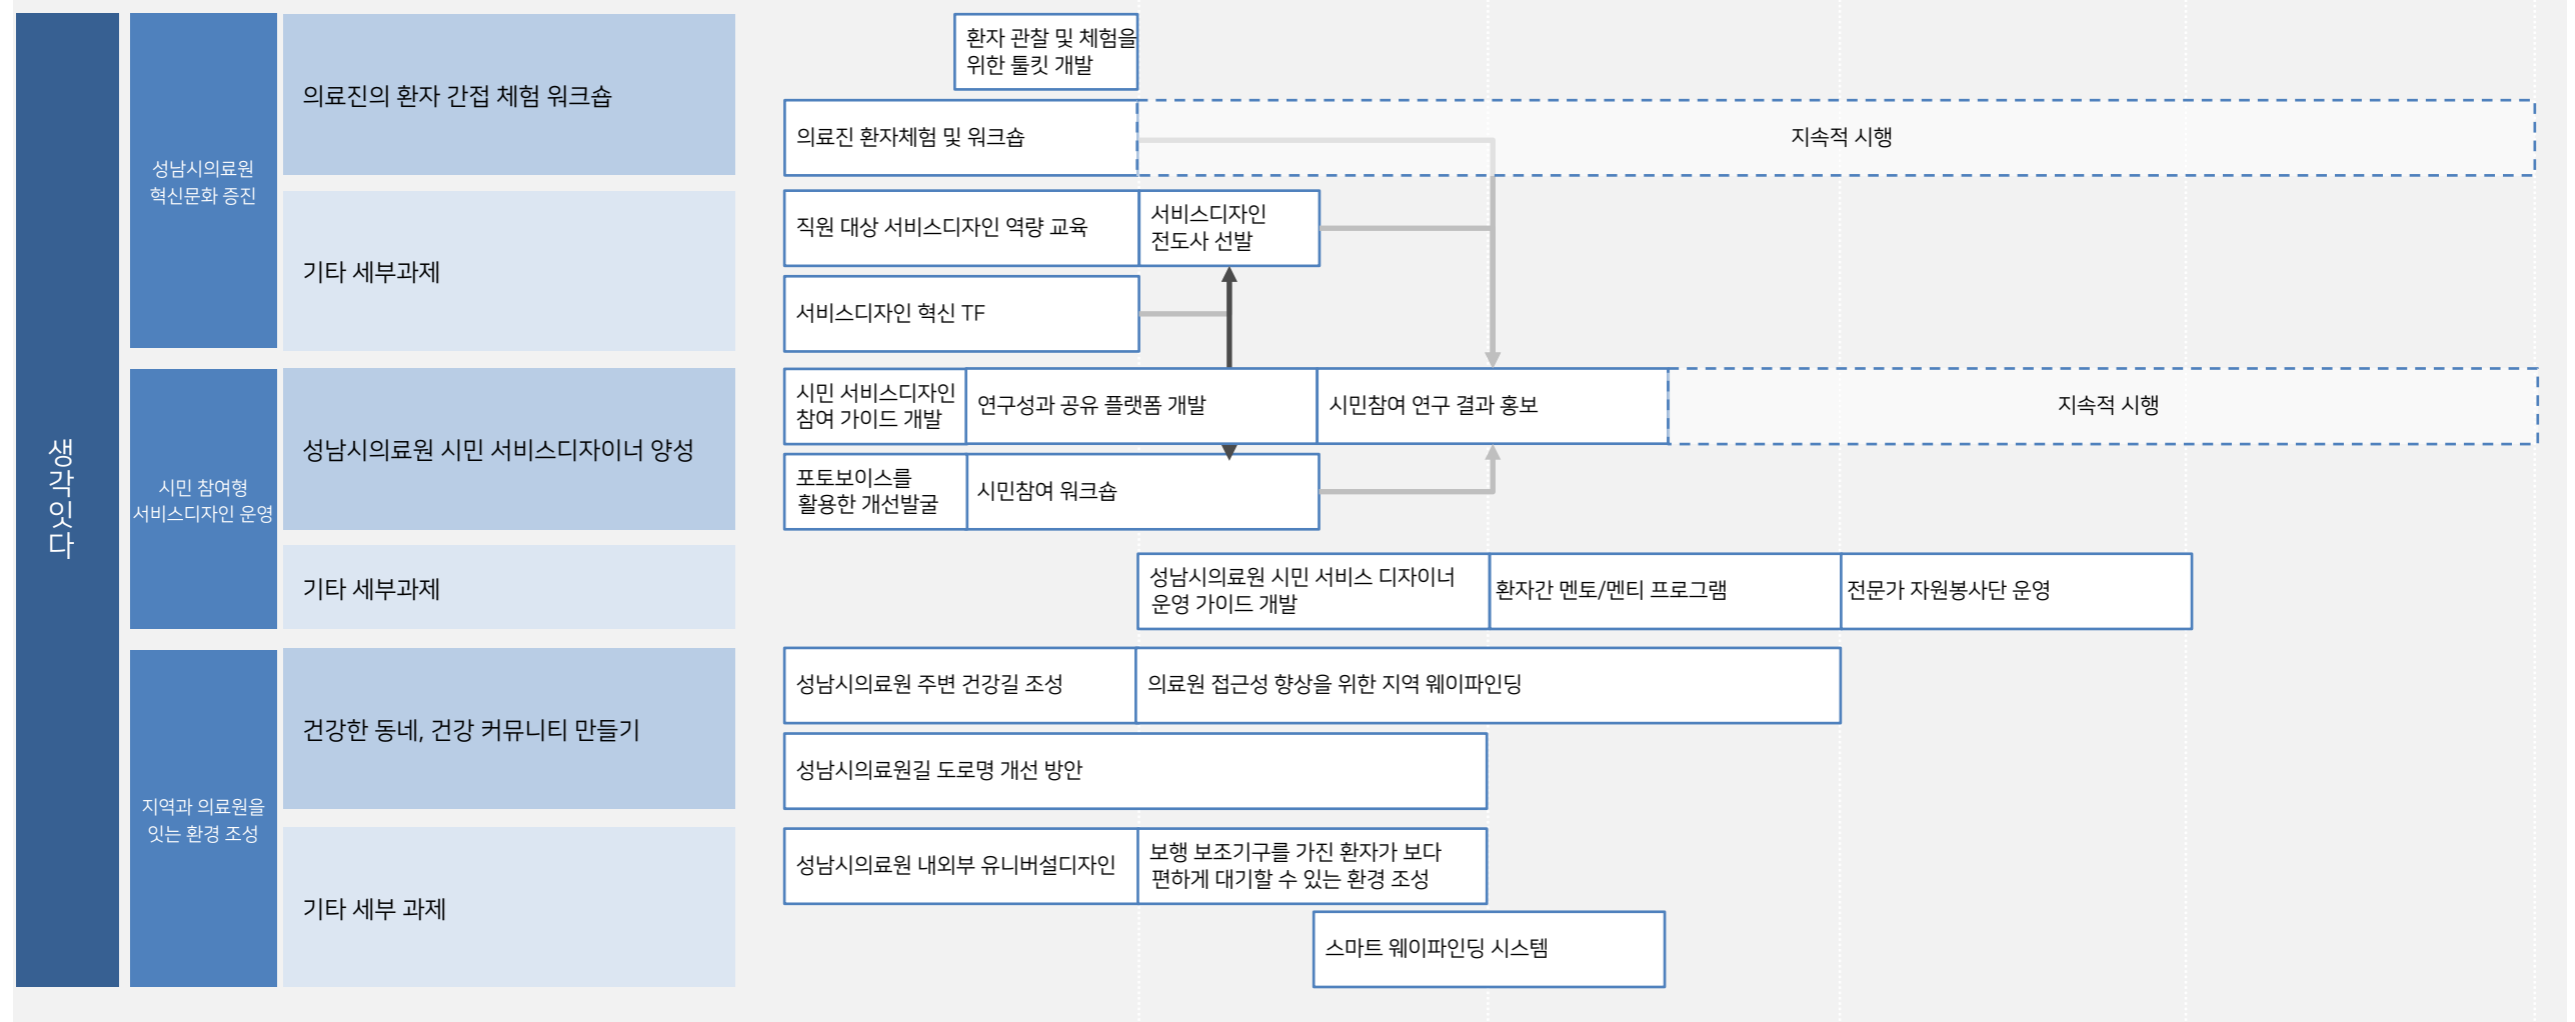 생각잇다
성남시의료원
혁신문화 증진
의료진의 환자 간접 체험 워크숍
환자 관찰 및 체험을
위한 툴킷 개발
의료진 환자체험 및 워크숍
지속적 시행
기타 세부과제
직원 대상 서비스디자인 역량 교육
서비스디자인
전도사 선발
서비스디자인 혁신 TF
시민 참여형
서비스디자인 운영
성남시의료원 시민 서비스디자이너 양성
시민 서비스디자인
참여 가이드 개발
연구성과 공유 플랫폼 개발
시민참여 연구 결과 홍보
지속적 시행
포토보이스를
활용한 개선발굴
시민참여 워크숍
기타 세부과제
성남시의료원 시민 서비스 디자이너
운영 가이드 개발
환자간 멘토/멘티 프로그램
전문가 자원봉사단 운영
지역과 의료원을
잇는 환경 조성
건강한 동네, 건강 커뮤니티 만들기
성남시의료원 주변 건강길 조성
의료원 접근성 향상을 위한 지역 웨이파인딩
성남시의료원길 도로명 개선 방안
기타 세부 과제
성남시의료원 내외부 유니버설디자인
보행 보조기구를 가진 환자가 보다
편하게 대기할 수 있는 환경 조성
스마트 웨이파인딩 시스템